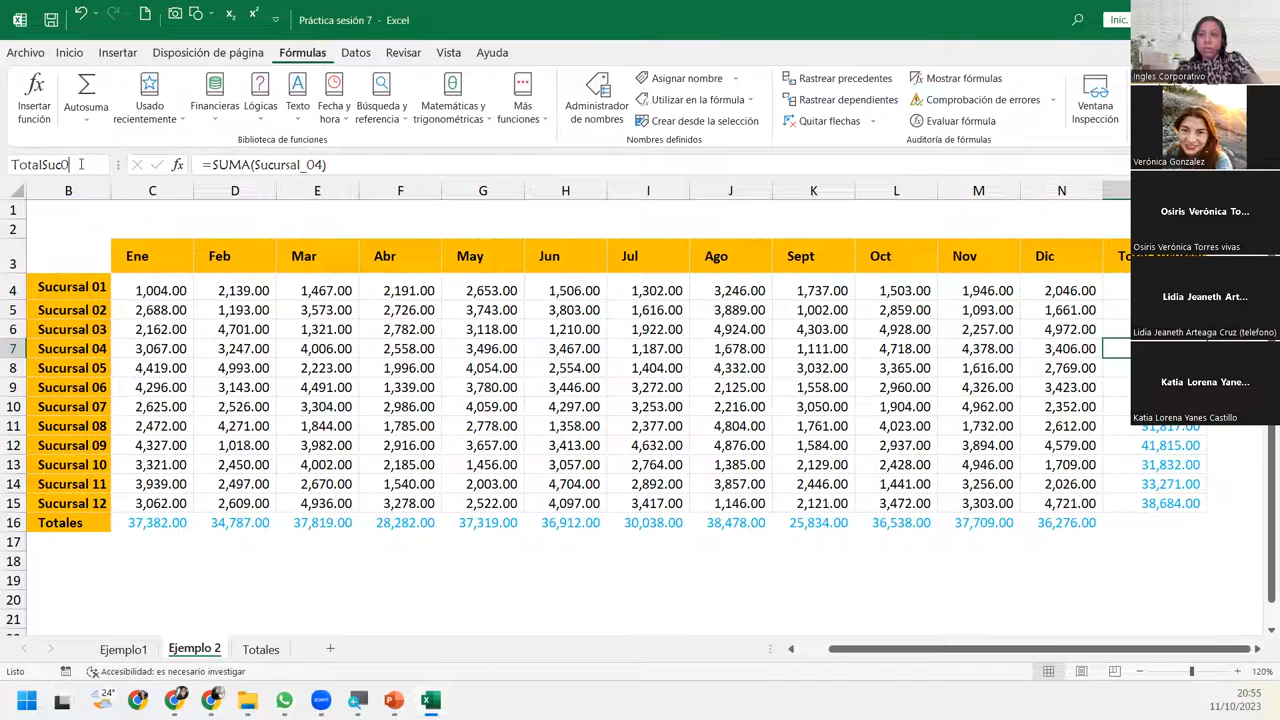 Práctica sesión 7 - Excel
Inic.
Archivo Inicio Insertar Disposición de página Fórmulas Datos Revisar Vista Ayuda
Insertar función
Autosuma
Usado recientemente
Financieras
Lógicas
Texto
Fecha y hora
Búsqueda y referencia
Matemáticas y trigonométricas
Más funciones
Biblioteca de funciones
Administrador de nombres
Asignar nombre
Utilizar en la fórmula
Crear desde la selección
Nombres definidos
Rastrear precedentes
Rastrear dependientes
Quitar flechas
Mostrar fórmulas
Comprobación de errores
Evaluar fórmula
Auditoría de fórmulas
Ventana Inspección
TotalSuc0
fx =SUMA(Sucursal_04)
B C D E F G H I J K L M N
1
2
3 Ene Feb Mar Abr May Jun Jul Ago Sept Oct Nov Dic
4 Sucursal 01 1,004.00 2,139.00 1,467.00 2,191.00 2,653.00 1,506.00 1,302.00 3,246.00 1,737.00 1,503.00 1,946.00 2,046.00
5 Sucursal 02 2,688.00 1,193.00 3,573.00 2,726.00 3,743.00 3,803.00 1,616.00 3,889.00 1,002.00 2,859.00 1,093.00 1,661.00
6 Sucursal 03 2,162.00 4,701.00 1,321.00 2,782.00 3,118.00 1,210.00 1,922.00 4,924.00 4,303.00 4,928.00 2,257.00 4,972.00
7 Sucursal 04 3,067.00 3,247.00 4,006.00 2,558.00 3,496.00 3,467.00 1,187.00 1,678.00 1,111.00 4,718.00 4,378.00 3,406.00
8 Sucursal 05 4,419.00 4,993.00 2,223.00 1,996.00 4,054.00 2,554.00 1,404.00 4,332.00 3,032.00 3,365.00 1,616.00 2,769.00
9 Sucursal 06 4,296.00 3,143.00 4,491.00 1,339.00 3,780.00 3,446.00 3,272.00 2,125.00 1,558.00 2,960.00 4,326.00 3,423.00
10 Sucursal 07 2,625.00 2,526.00 3,304.00 2,986.00 4,059.00 4,297.00 3,253.00 2,216.00 3,050.00 1,904.00 4,962.00 2,352.00
11 Sucursal 08 2,472.00 4,271.00 1,844.00 1,785.00 2,778.00 1,358.00 2,377.00 4,804.00 1,761.00 4,023.00 1,732.00 2,612.00 31,817.00
12 Sucursal 09 4,327.00 1,018.00 3,982.00 2,916.00 1,657.00 3,413.00 4,632.00 4,876.00 1,584.00 2,937.00 3,894.00 4,579.00 41,815.00
13 Sucursal 10 3,321.00 2,450.00 4,002.00 2,185.00 1,456.00 3,057.00 2,764.00 1,385.00 2,129.00 2,428.00 4,946.00 1,709.00 31,832.00
14 Sucursal 11 3,939.00 2,497.00 2,670.00 1,540.00 2,003.00 4,704.00 2,892.00 3,857.00 2,446.00 1,441.00 3,256.00 2,026.00 33,271.00
15 Sucursal 12 3,062.00 2,609.00 4,936.00 3,278.00 2,522.00 4,097.00 3,417.00 1,146.00 2,121.00 3,472.00 3,303.00 4,721.00 38,684.00
16 Totales 37,382.00 34,787.00 37,819.00 28,282.00 37,319.00 36,912.00 30,038.00 38,478.00 25,834.00 36,538.00 37,709.00 36,276.00
17
18
19
20
21
Ingles Corporativo
Verónica Gonzalez
Osiris Verónica To...
Osiris Verónica Torres vivas
Lidia Jeaneth Art...
Lidia Jeaneth Arteaga Cruz (telefono)
Katia Lorena Yane...
Katia Lorena Yanes Castillo
Ejemplo1 Ejemplo 2 Totales +
Listo Accesibilidad: es necesario investigar 120%
24°
zoom
20:55
11/10/2023